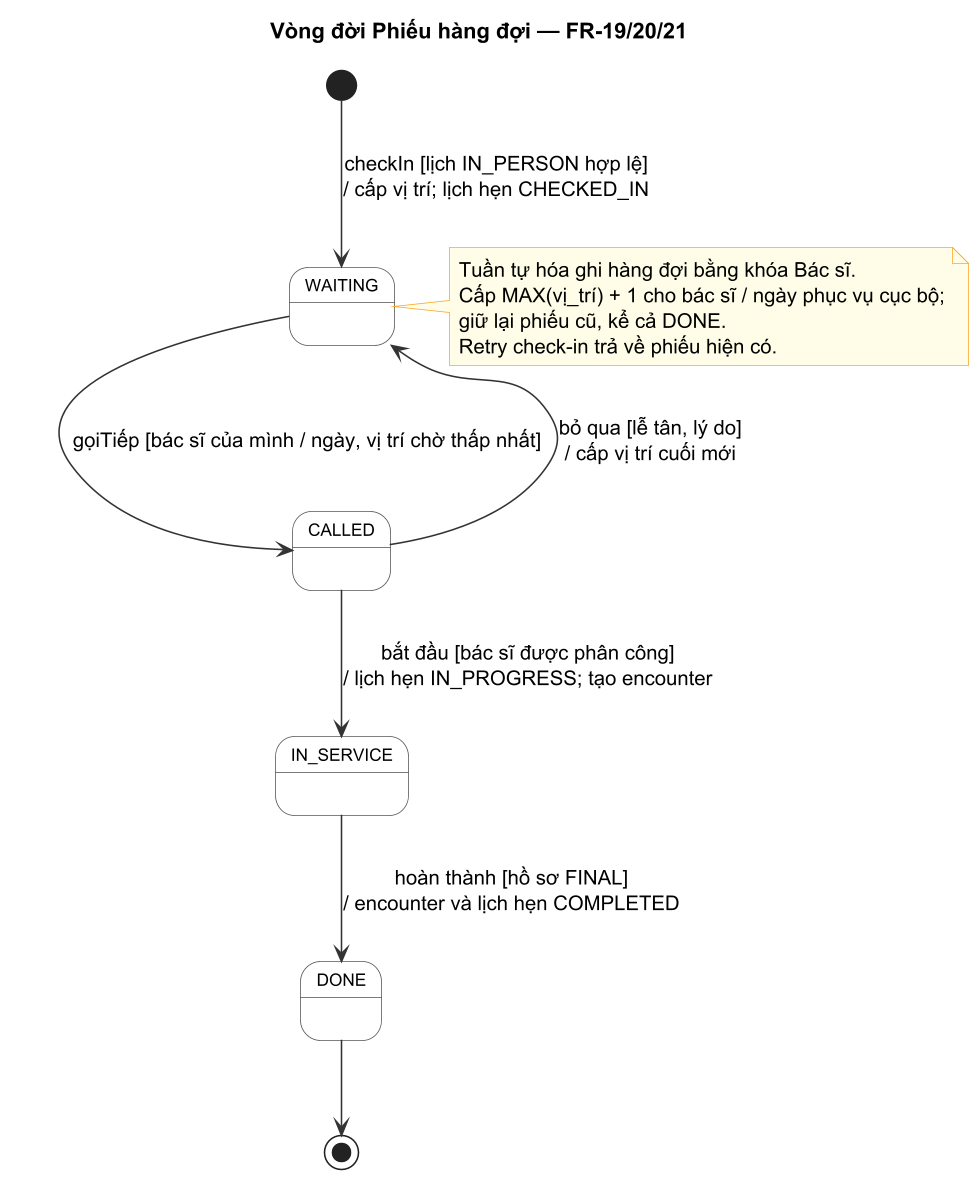 Vòng đời Phiếu hàng đợi — FR-19/20/21
checkIn [lịch IN_PERSON hợp lệ]
/ cấp vị trí; lịch hẹn CHECKED_IN
WAITING
Tuần tự hóa ghi hàng đợi bằng khóa Bác sĩ.
Cấp MAX(vị_trí) + 1 cho bác sĩ / ngày phục vụ cục bộ;
giữ lại phiếu cũ, kể cả DONE.
Retry check-in trả về phiếu hiện có.
gọiTiếp [bác sĩ của mình / ngày, vị trí chờ thấp nhất]
bỏ qua [lễ tân, lý do]
/ cấp vị trí cuối mới
CALLED
bắt đầu [bác sĩ được phân công]
/ lịch hẹn IN_PROGRESS; tạo encounter
IN_SERVICE
hoàn thành [hồ sơ FINAL]
/ encounter và lịch hẹn COMPLETED
DONE